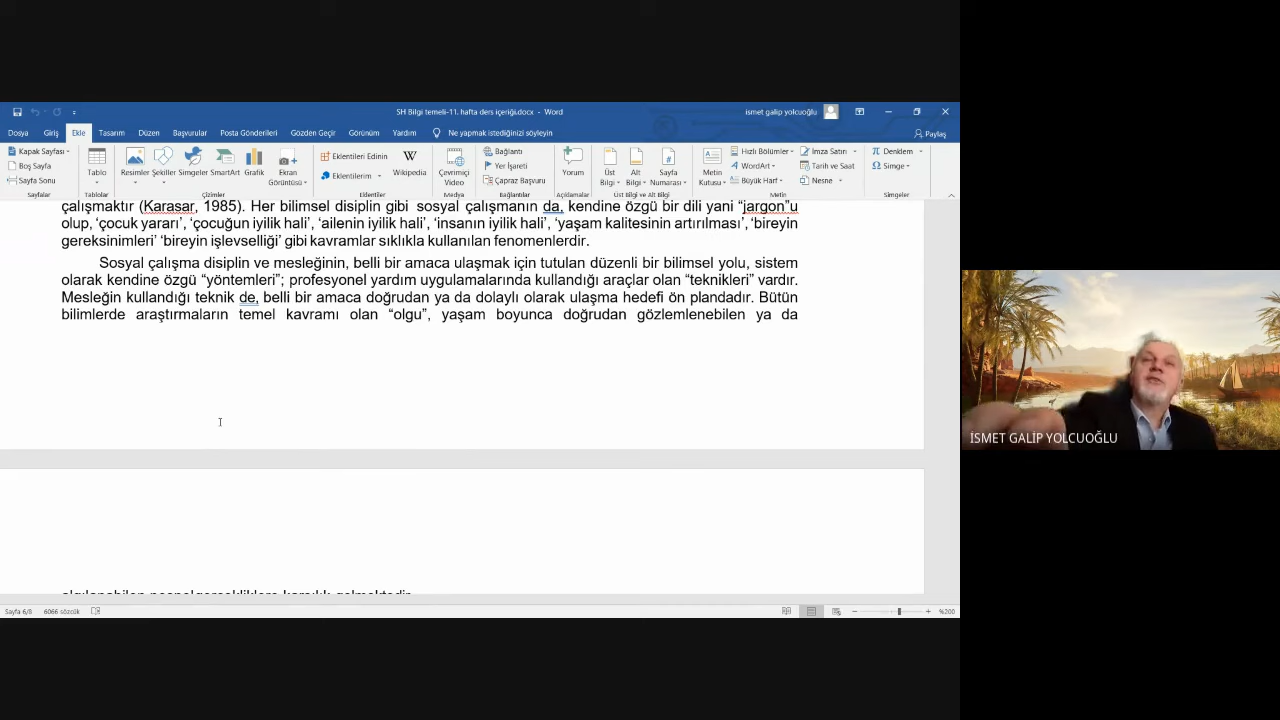 SH Bilgi temeli-11. hafta ders içeriği.docx - Word
ismet galip yolcuoğlu
Dosya Giriş Ekle Tasarım Düzen Başvurular Posta Gönderileri Gözden Geçir Görünüm Yardım Ne yapmak istediğinizi söyleyin Paylaş
Kapak Sayfası
Boş Sayfa
Sayfa Sonu
Sayfalar
Tablo
Tablolar
Resimler Şekiller Simgeler SmartArt Grafik Ekran Görüntüsü
Çizimler
Eklentileri Edinin
Eklentilerim
Wikipedia
Eklentiler
Çevrimiçi Video
Medya
Bağlantı
Yer İşareti
Çapraz Başvuru
Bağlantılar
Yorum
Açıklamalar
Üst Bilgi Alt Bilgi Sayfa Numarası
Üst Bilgi ve Alt Bilgi
Metin Kutusu
Hızlı Bölümler
WordArt
Büyük Harf
İmza Satırı
Tarih ve Saat
Nesne
Metin
Denklem
Simge
Simgeler
çalışmaktır (Karasar, 1985). Her bilimsel disiplin gibi sosyal çalışmanın da, kendine özgü bir dili yani “jargon”u
olup, ‘çocuk yararı’, ‘çocuğun iyilik hali’, ‘ailenin iyilik hali’, ‘insanın iyilik hali’, ‘yaşam kalitesinin artırılması’, ‘bireyin
gereksinimleri’ ‘bireyin işlevselliği’ gibi kavramlar sıklıkla kullanılan fenomenlerdir.
Sosyal çalışma disiplin ve mesleğinin, belli bir amaca ulaşmak için tutulan düzenli bir bilimsel yolu, sistem
olarak kendine özgü “yöntemleri”; profesyonel yardım uygulamalarında kullandığı araçlar olan “teknikleri” vardır.
Mesleğin kullandığı teknik de, belli bir amaca doğrudan ya da dolaylı olarak ulaşma hedefi ön plandadır. Bütün
bilimlerde araştırmaların temel kavramı olan “olgu”, yaşam boyunca doğrudan gözlemlenebilen ya da
Sayfa 6/8 6066 sözcük
%200
İSMET GALİP YOLCUOĞLU